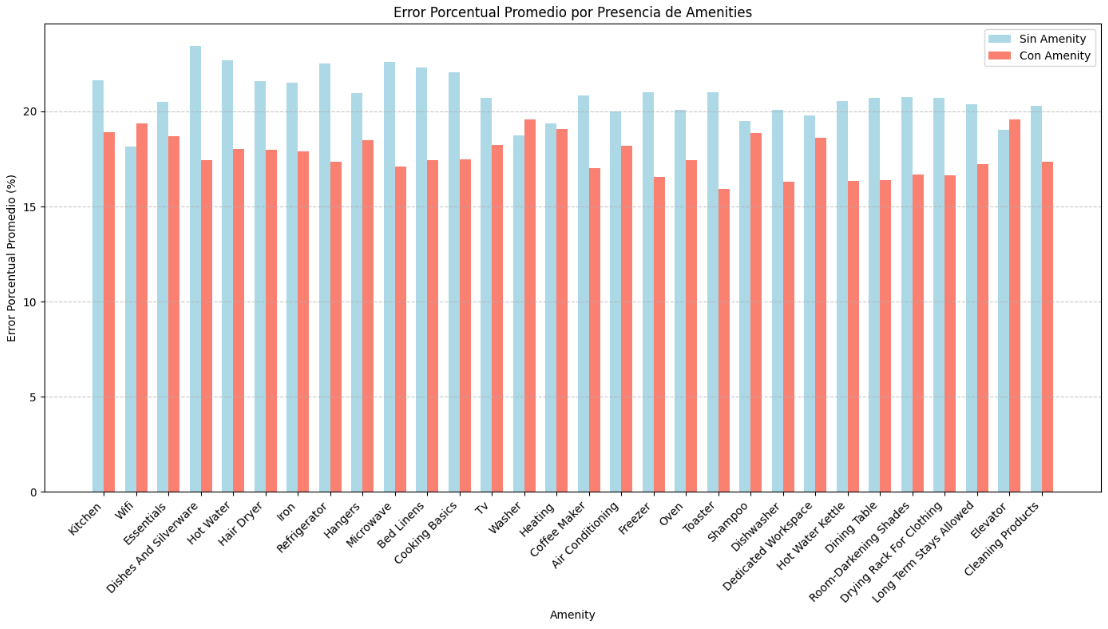 Error Porcentual Promedio por Presencia de Amenities
Sin Amenity
Con Amenity
Error Porcentual Promedio (%)
20
15
10
5
0
Kitchen
Wifi
Essentials
Dishes And Silverware
Hot Water
Hair Dryer
Iron
Refrigerator
Hangers
Microwave
Bed Linens
Cooking Basics
Tv
Washer
Heating
Coffee Maker
Air Conditioning
Freezer
Oven
Toaster
Shampoo
Dishwasher
Dedicated Workspace
Hot Water Kettle
Dining Table
Room-Darkening Shades
Drying Rack For Clothing
Long Term Stays Allowed
Elevator
Cleaning Products
Amenity